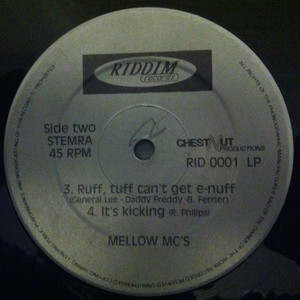 RIDDIM
records
Side two
STEMRA
45 RPM
CHESTNUT
PRODUCTIONS
RID 0001 LP
3. Ruff, tuff can't get e-nuff
(General Lee - Daddy Freddy -B. Ferrier)
4. It's kicking (R. Philips)
MELLOW MC'S